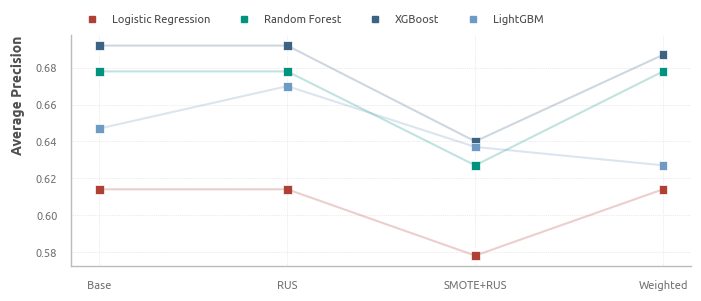 Logistic Regression Random Forest XGBoost LightGBM
Average Precision
0.68
0.66
0.64
0.62
0.60
0.58
Base RUS SMOTE+RUS Weighted